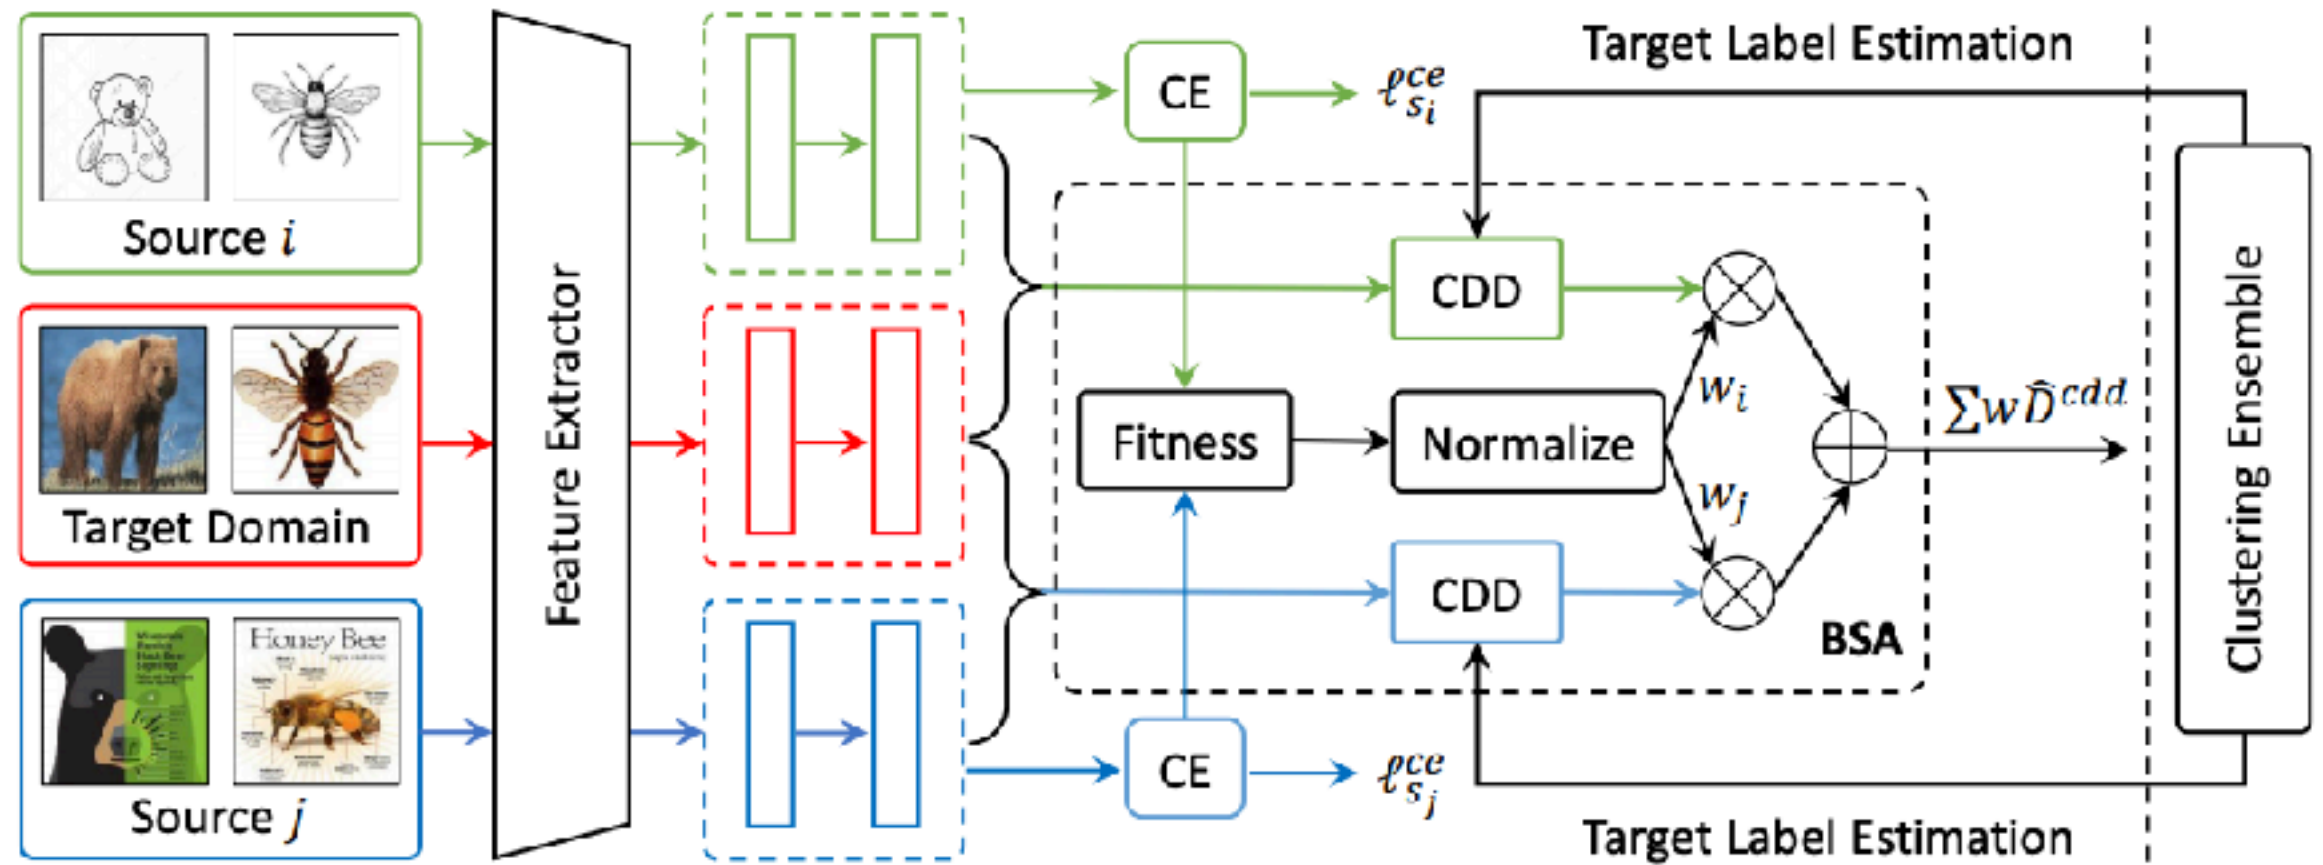 Source i
Target Domain
Honey Bee
Source j
Feature Extractor
CE
ℓ^{ce}_{s_i}
Target Label Estimation
CDD
Fitness
Normalize
w_i
w_j
∑wD̂^{cdd}
CDD
BSA
CE
ℓ^{ce}_{s_j}
Target Label Estimation
Clustering Ensemble